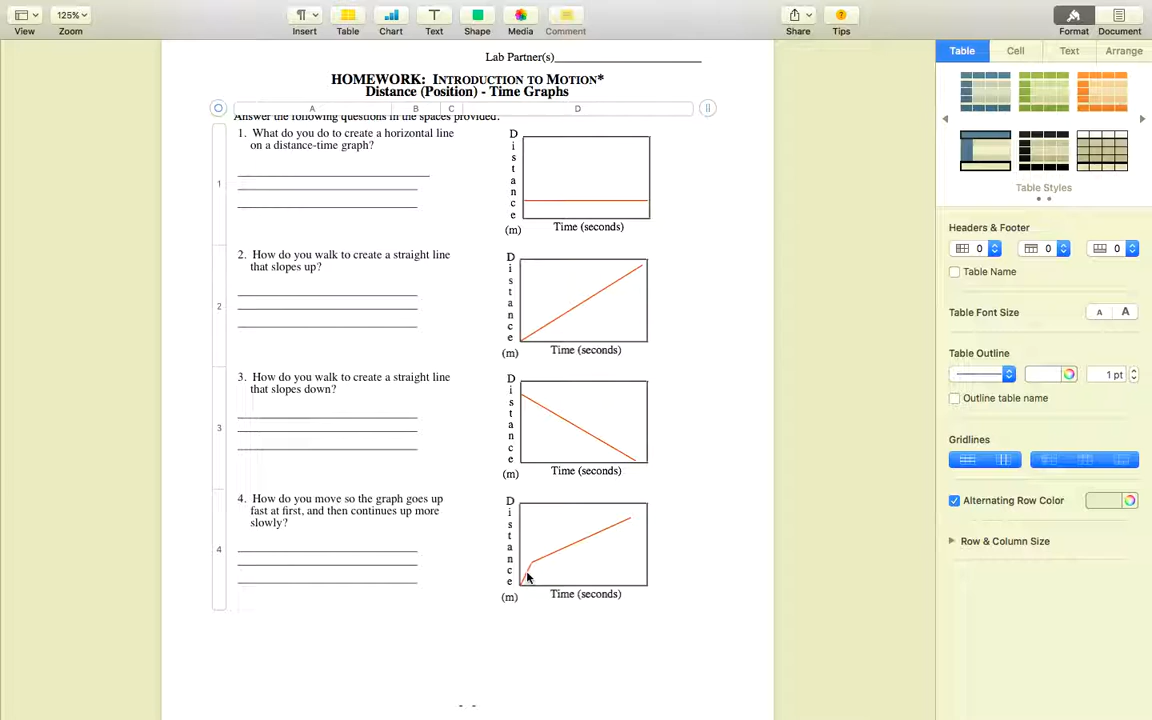 View
125%
Zoom
Insert
Table
Chart
Text
Shape
Media
Comment
Share
Tips
Format
Document
Lab Partner(s)_______________________
HOMEWORK: INTRODUCTION TO MOTION*
Distance (Position) - Time Graphs
A B C D
Answer the following questions in the spaces provided.
1
1. What do you do to create a horizontal line
on a distance-time graph?
Distance
(m)
Time (seconds)
2
2. How do you walk to create a straight line
that slopes up?
Distance
(m)
Time (seconds)
3
3. How do you walk to create a straight line
that slopes down?
Distance
(m)
Time (seconds)
4
4. How do you move so the graph goes up
fast at first, and then continues up more
slowly?
Distance
(m)
Time (seconds)
Table Cell Text Arrange
Table Styles
Headers & Footer
0 0 0
Table Name
Table Font Size A A
Table Outline
1 pt
Outline table name
Gridlines
Alternating Row Color
Row & Column Size